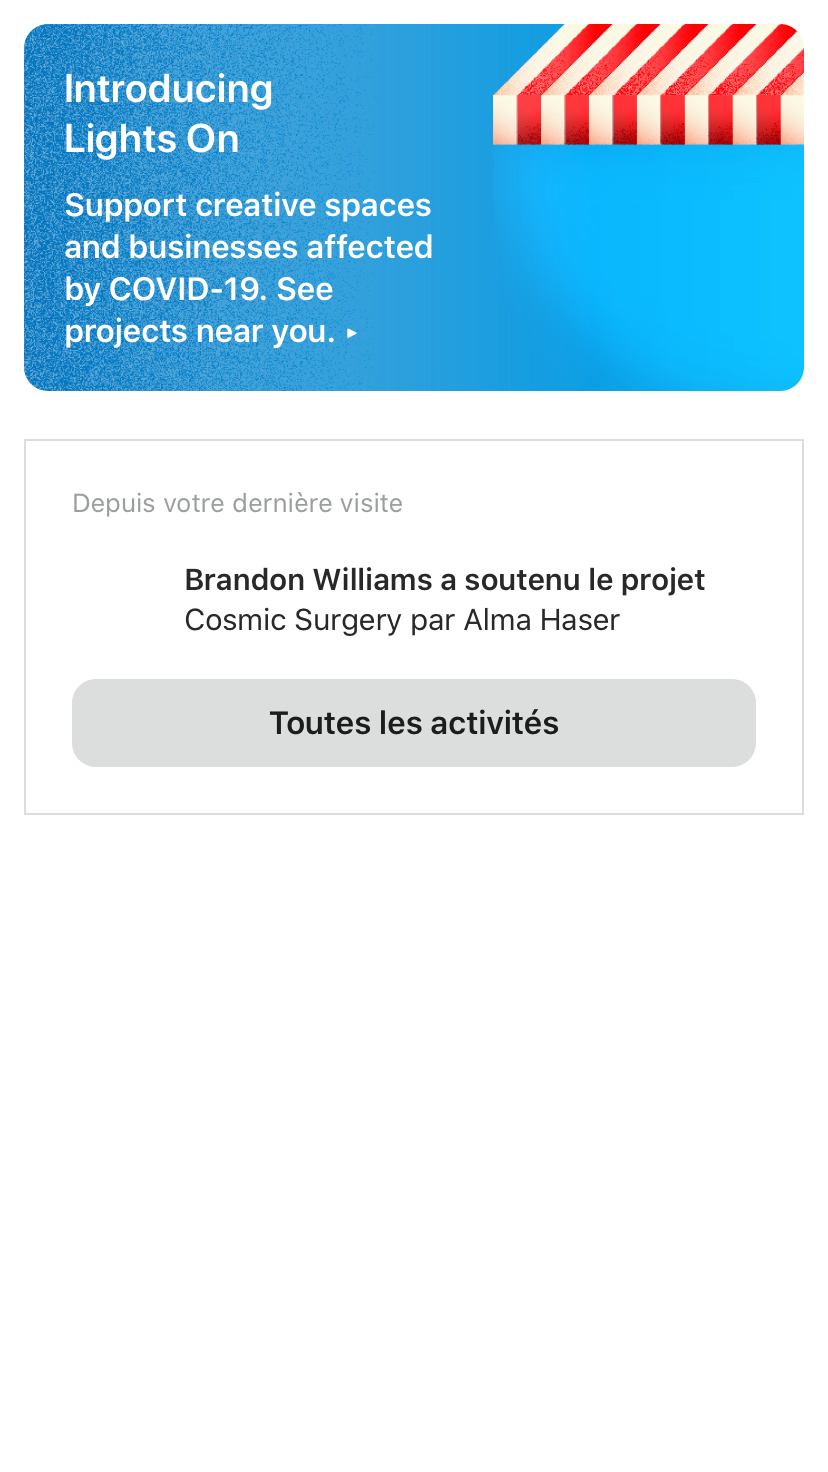 Introducing
Lights On
Support creative spaces
and businesses affected
by COVID-19. See
projects near you. ▸
Depuis votre dernière visite
Brandon Williams a soutenu le projet
Cosmic Surgery par Alma Haser
Toutes les activités